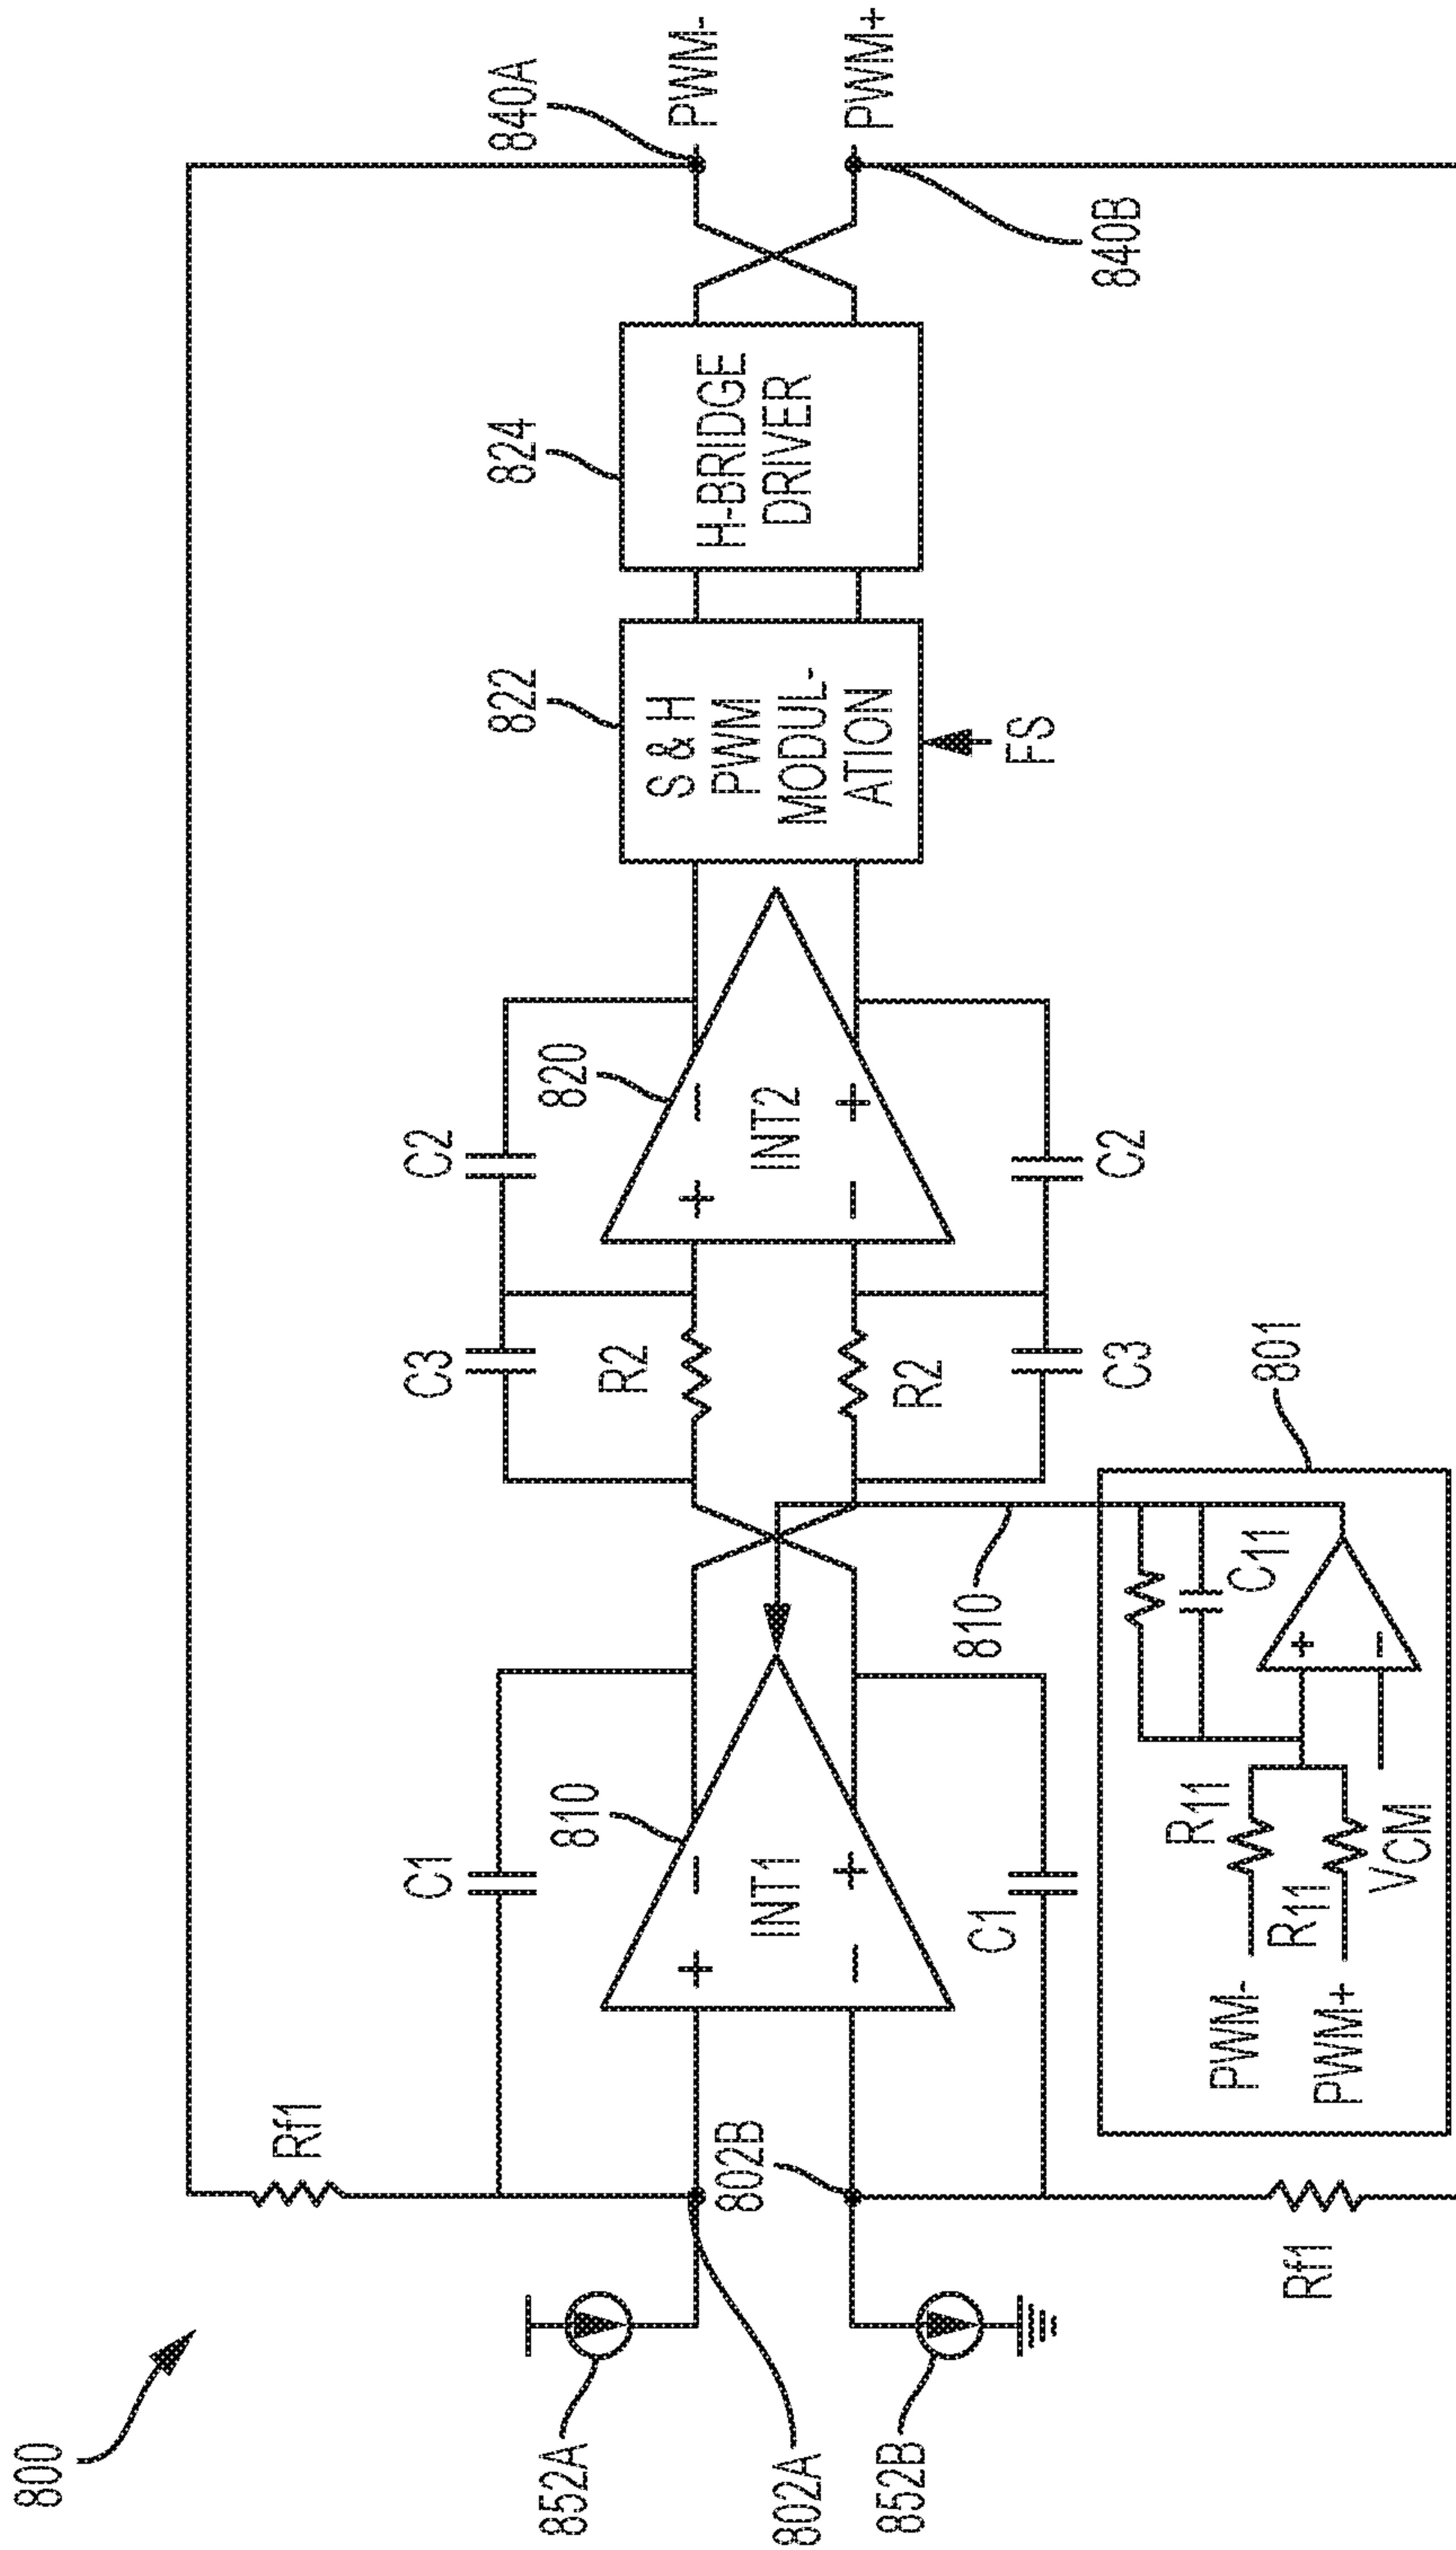 800
852A
802A
852B
802B
Rf1
Rf1
C1
810
+
-
INT1
-
+
C1
810
C3
R2
R2
C3
C2
820
+
-
INT2
-
+
C2
822
S & H
PWM
MODUL-
ATION
FS
824
H-BRIDGE
DRIVER
840A
840B
PWM-
PWM+
801
PWM-
PWM+
R11
R11
VCM
+
-
C11